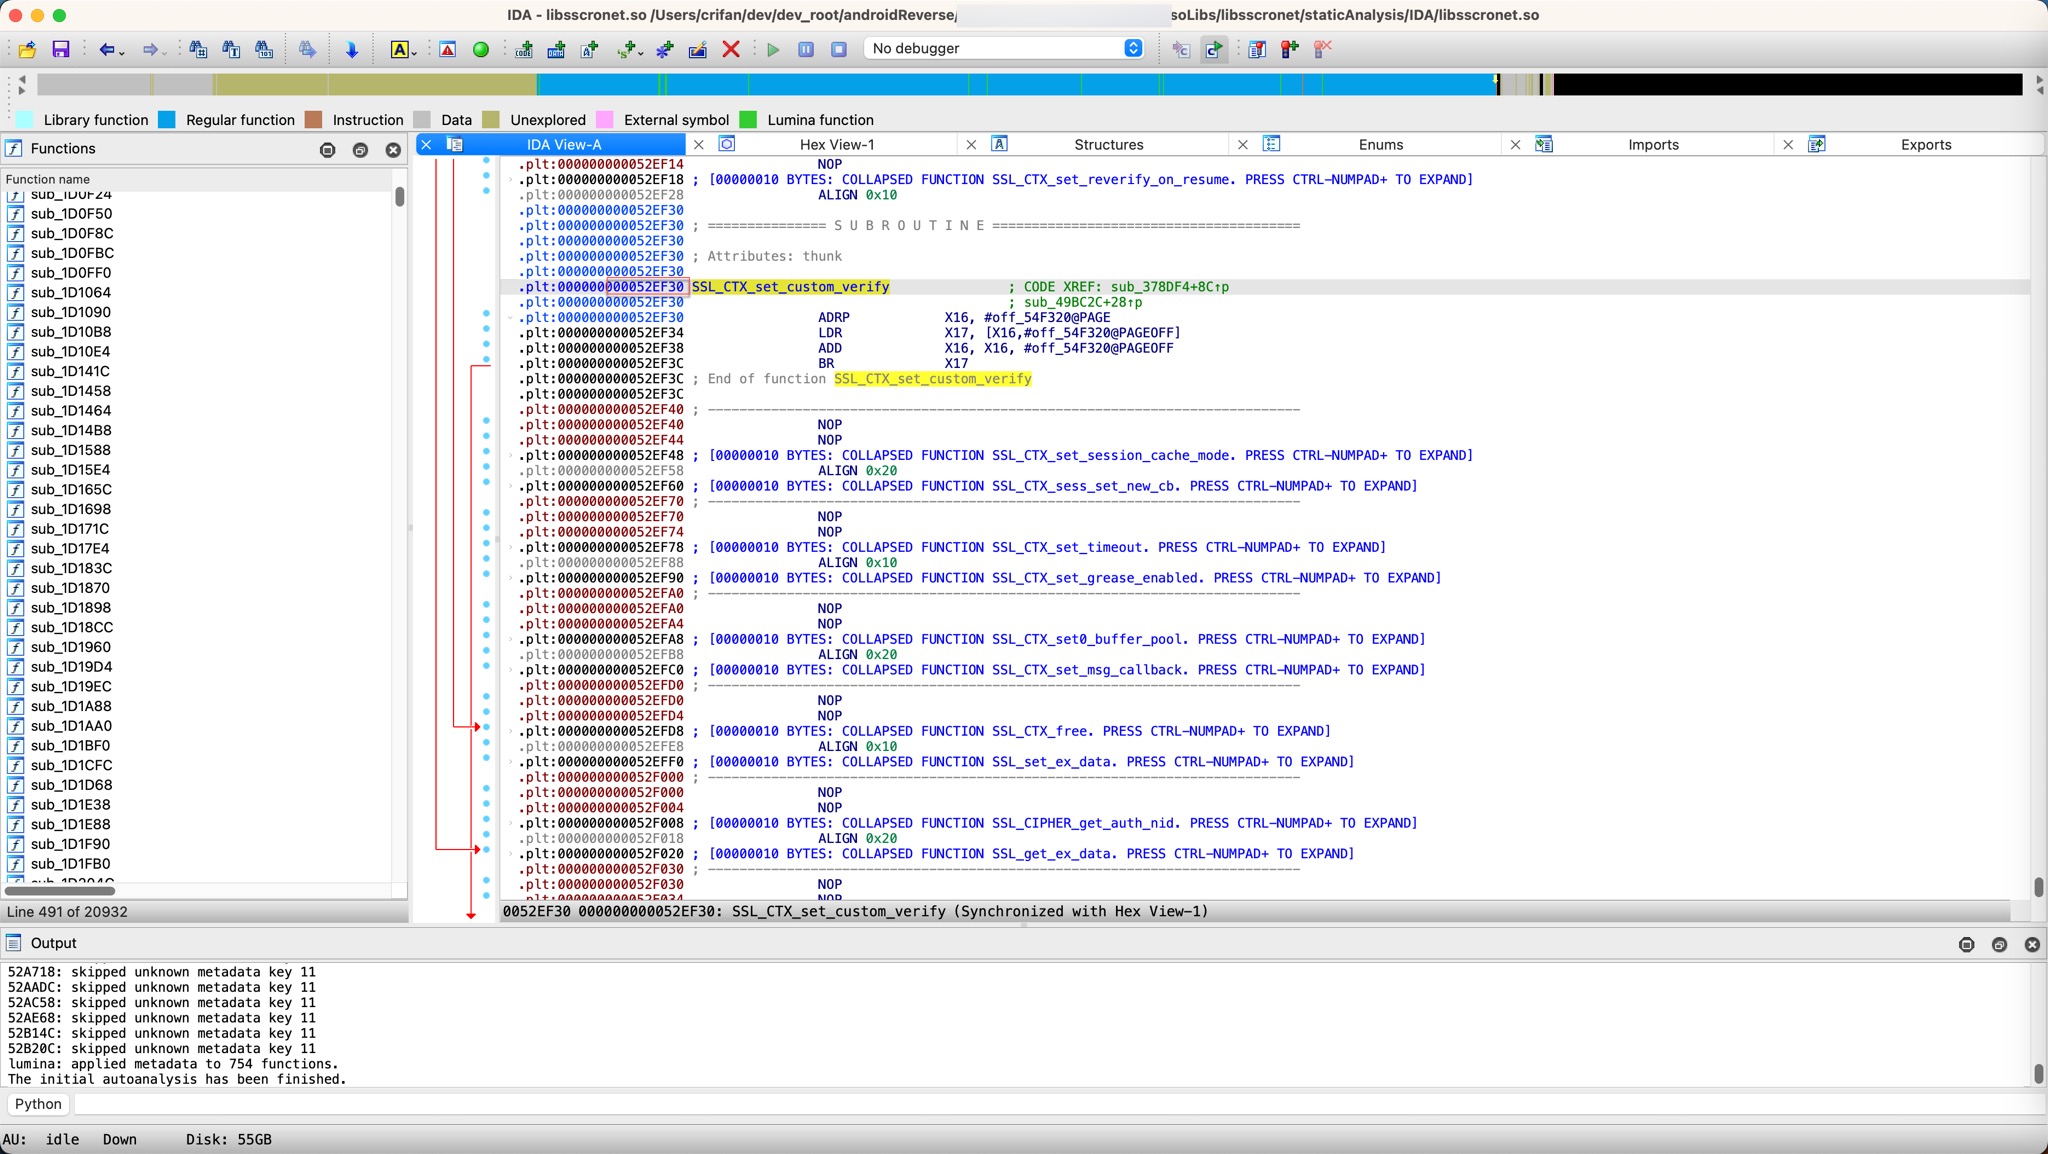 IDA - libsscronet.so /Users/crifan/dev/dev_root/androidReverse/ soLibs/libsscronet/staticAnalysis/IDA/libsscronet.so
No debugger
Library function Regular function Instruction Data Unexplored External symbol Lumina function
Functions
Function name
sub_1D0F24
sub_1D0F50
sub_1D0F8C
sub_1D0FBC
sub_1D0FF0
sub_1D1064
sub_1D1090
sub_1D10B8
sub_1D10E4
sub_1D141C
sub_1D1458
sub_1D1464
sub_1D14B8
sub_1D1588
sub_1D15E4
sub_1D165C
sub_1D1698
sub_1D171C
sub_1D17E4
sub_1D183C
sub_1D1870
sub_1D1898
sub_1D18CC
sub_1D1960
sub_1D19D4
sub_1D19EC
sub_1D1A88
sub_1D1AA0
sub_1D1BF0
sub_1D1CFC
sub_1D1D68
sub_1D1E38
sub_1D1E88
sub_1D1F90
sub_1D1FB0
Line 491 of 20932
IDA View-A Hex View-1 Structures Enums Imports Exports
.plt:000000000052EF14 NOP
.plt:000000000052EF18 ; [00000010 BYTES: COLLAPSED FUNCTION SSL_CTX_set_reverify_on_resume. PRESS CTRL-NUMPAD+ TO EXPAND]
.plt:000000000052EF28 ALIGN 0x10
.plt:000000000052EF30
.plt:000000000052EF30 ; =============== S U B R O U T I N E =======================================
.plt:000000000052EF30
.plt:000000000052EF30 ; Attributes: thunk
.plt:000000000052EF30
.plt:000000000052EF30 SSL_CTX_set_custom_verify ; CODE XREF: sub_378DF4+8C↑p
.plt:000000000052EF30 ; sub_49BC2C+28↑p
.plt:000000000052EF30 ADRP X16, #off_54F320@PAGE
.plt:000000000052EF34 LDR X17, [X16,#off_54F320@PAGEOFF]
.plt:000000000052EF38 ADD X16, X16, #off_54F320@PAGEOFF
.plt:000000000052EF3C BR X17
.plt:000000000052EF3C ; End of function SSL_CTX_set_custom_verify
.plt:000000000052EF3C
.plt:000000000052EF40 ; ---------------------------------------------------------------------------
.plt:000000000052EF40 NOP
.plt:000000000052EF44 NOP
.plt:000000000052EF48 ; [00000010 BYTES: COLLAPSED FUNCTION SSL_CTX_set_session_cache_mode. PRESS CTRL-NUMPAD+ TO EXPAND]
.plt:000000000052EF58 ALIGN 0x20
.plt:000000000052EF60 ; [00000010 BYTES: COLLAPSED FUNCTION SSL_CTX_sess_set_new_cb. PRESS CTRL-NUMPAD+ TO EXPAND]
.plt:000000000052EF70 ; ---------------------------------------------------------------------------
.plt:000000000052EF70 NOP
.plt:000000000052EF74 NOP
.plt:000000000052EF78 ; [00000010 BYTES: COLLAPSED FUNCTION SSL_CTX_set_timeout. PRESS CTRL-NUMPAD+ TO EXPAND]
.plt:000000000052EF88 ALIGN 0x10
.plt:000000000052EF90 ; [00000010 BYTES: COLLAPSED FUNCTION SSL_CTX_set_grease_enabled. PRESS CTRL-NUMPAD+ TO EXPAND]
.plt:000000000052EFA0 ; ---------------------------------------------------------------------------
.plt:000000000052EFA0 NOP
.plt:000000000052EFA4 NOP
.plt:000000000052EFA8 ; [00000010 BYTES: COLLAPSED FUNCTION SSL_CTX_set0_buffer_pool. PRESS CTRL-NUMPAD+ TO EXPAND]
.plt:000000000052EFB8 ALIGN 0x20
.plt:000000000052EFC0 ; [00000010 BYTES: COLLAPSED FUNCTION SSL_CTX_set_msg_callback. PRESS CTRL-NUMPAD+ TO EXPAND]
.plt:000000000052EFD0 ; ---------------------------------------------------------------------------
.plt:000000000052EFD0 NOP
.plt:000000000052EFD4 NOP
.plt:000000000052EFD8 ; [00000010 BYTES: COLLAPSED FUNCTION SSL_CTX_free. PRESS CTRL-NUMPAD+ TO EXPAND]
.plt:000000000052EFE8 ALIGN 0x10
.plt:000000000052EFF0 ; [00000010 BYTES: COLLAPSED FUNCTION SSL_set_ex_data. PRESS CTRL-NUMPAD+ TO EXPAND]
.plt:000000000052F000 ; ---------------------------------------------------------------------------
.plt:000000000052F000 NOP
.plt:000000000052F004 NOP
.plt:000000000052F008 ; [00000010 BYTES: COLLAPSED FUNCTION SSL_CIPHER_get_auth_nid. PRESS CTRL-NUMPAD+ TO EXPAND]
.plt:000000000052F018 ALIGN 0x20
.plt:000000000052F020 ; [00000010 BYTES: COLLAPSED FUNCTION SSL_get_ex_data. PRESS CTRL-NUMPAD+ TO EXPAND]
.plt:000000000052F030 ; ---------------------------------------------------------------------------
.plt:000000000052F030 NOP
.plt:000000000052F034 NOP
0052EF30 000000000052EF30: SSL_CTX_set_custom_verify (Synchronized with Hex View-1)
Output
52A718: skipped unknown metadata key 11
52AADC: skipped unknown metadata key 11
52AC58: skipped unknown metadata key 11
52AE68: skipped unknown metadata key 11
52B14C: skipped unknown metadata key 11
52B20C: skipped unknown metadata key 11
lumina: applied metadata to 754 functions.
The initial autoanalysis has been finished.
Python
AU: idle Down Disk: 55GB